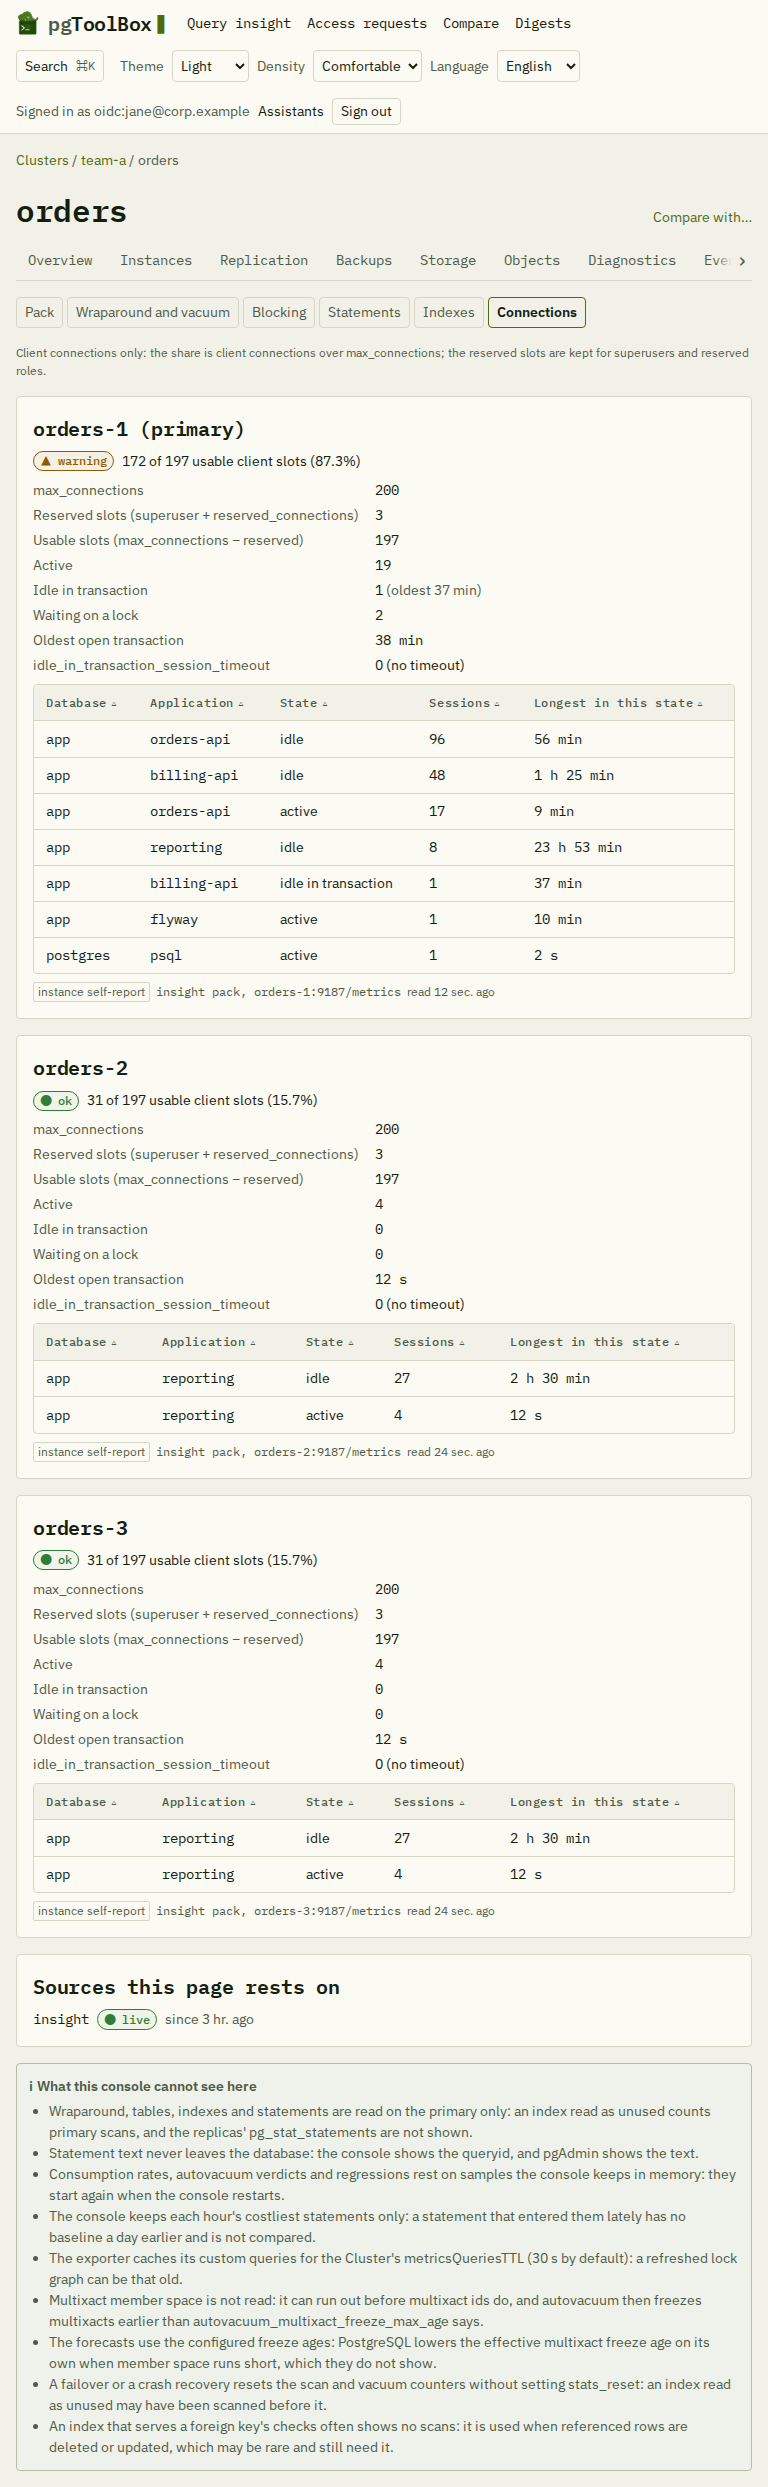 pgToolBox
Query insight Access requests Compare Digests
Search ⌘K Theme Light Density Comfortable Language English
Signed in as oidc:jane@corp.example Assistants Sign out
Clusters / team-a / orders
orders
Compare with…
Overview Instances Replication Backups Storage Objects Diagnostics
Pack Wraparound and vacuum Blocking Statements Indexes Connections
Client connections only: the share is client connections over max_connections; the reserved slots are kept for superusers and reserved
roles.
orders-1 (primary)
▲ warning 172 of 197 usable client slots (87.3%)
max_connections 200
Reserved slots (superuser + reserved_connections) 3
Usable slots (max_connections − reserved) 197
Active 19
Idle in transaction 1 (oldest 37 min)
Waiting on a lock 2
Oldest open transaction 38 min
idle_in_transaction_session_timeout 0 (no timeout)
Database Application State Sessions Longest in this state
app orders-api idle 96 56 min
app billing-api idle 48 1 h 25 min
app orders-api active 17 9 min
app reporting idle 8 23 h 53 min
app billing-api idle in transaction 1 37 min
app flyway active 1 10 min
postgres psql active 1 2 s
instance self-report insight pack, orders-1:9187/metrics read 12 sec. ago
orders-2
● ok 31 of 197 usable client slots (15.7%)
max_connections 200
Reserved slots (superuser + reserved_connections) 3
Usable slots (max_connections − reserved) 197
Active 4
Idle in transaction 0
Waiting on a lock 0
Oldest open transaction 12 s
idle_in_transaction_session_timeout 0 (no timeout)
Database Application State Sessions Longest in this state
app reporting idle 27 2 h 30 min
app reporting active 4 12 s
instance self-report insight pack, orders-2:9187/metrics read 24 sec. ago
orders-3
● ok 31 of 197 usable client slots (15.7%)
max_connections 200
Reserved slots (superuser + reserved_connections) 3
Usable slots (max_connections − reserved) 197
Active 4
Idle in transaction 0
Waiting on a lock 0
Oldest open transaction 12 s
idle_in_transaction_session_timeout 0 (no timeout)
Database Application State Sessions Longest in this state
app reporting idle 27 2 h 30 min
app reporting active 4 12 s
instance self-report insight pack, orders-3:9187/metrics read 24 sec. ago
Sources this page rests on
insight ● live since 3 hr. ago
i What this console cannot see here
• Wraparound, tables, indexes and statements are read on the primary only: an index read as unused counts
primary scans, and the replicas' pg_stat_statements are not shown.
• Statement text never leaves the database: the console shows the queryid, and pgAdmin shows the text.
• Consumption rates, autovacuum verdicts and regressions rest on samples the console keeps in memory: they
start again when the console restarts.
• The console keeps each hour's costliest statements only: a statement that entered them lately has no
baseline a day earlier and is not compared.
• The exporter caches its custom queries for the Cluster's metricsQueriesTTL (30 s by default): a refreshed lock
graph can be that old.
• Multixact member space is not read: it can run out before multixact ids do, and autovacuum then freezes
multixacts earlier than autovacuum_multixact_freeze_max_age says.
• The forecasts use the configured freeze ages: PostgreSQL lowers the effective multixact freeze age on its
own when member space runs short, which they do not show.
• A failover or a crash recovery resets the scan and vacuum counters without setting stats_reset: an index read
as unused may have been scanned before it.
• An index that serves a foreign key's checks often shows no scans: it is used when referenced rows are
deleted or updated, which may be rare and still need it.